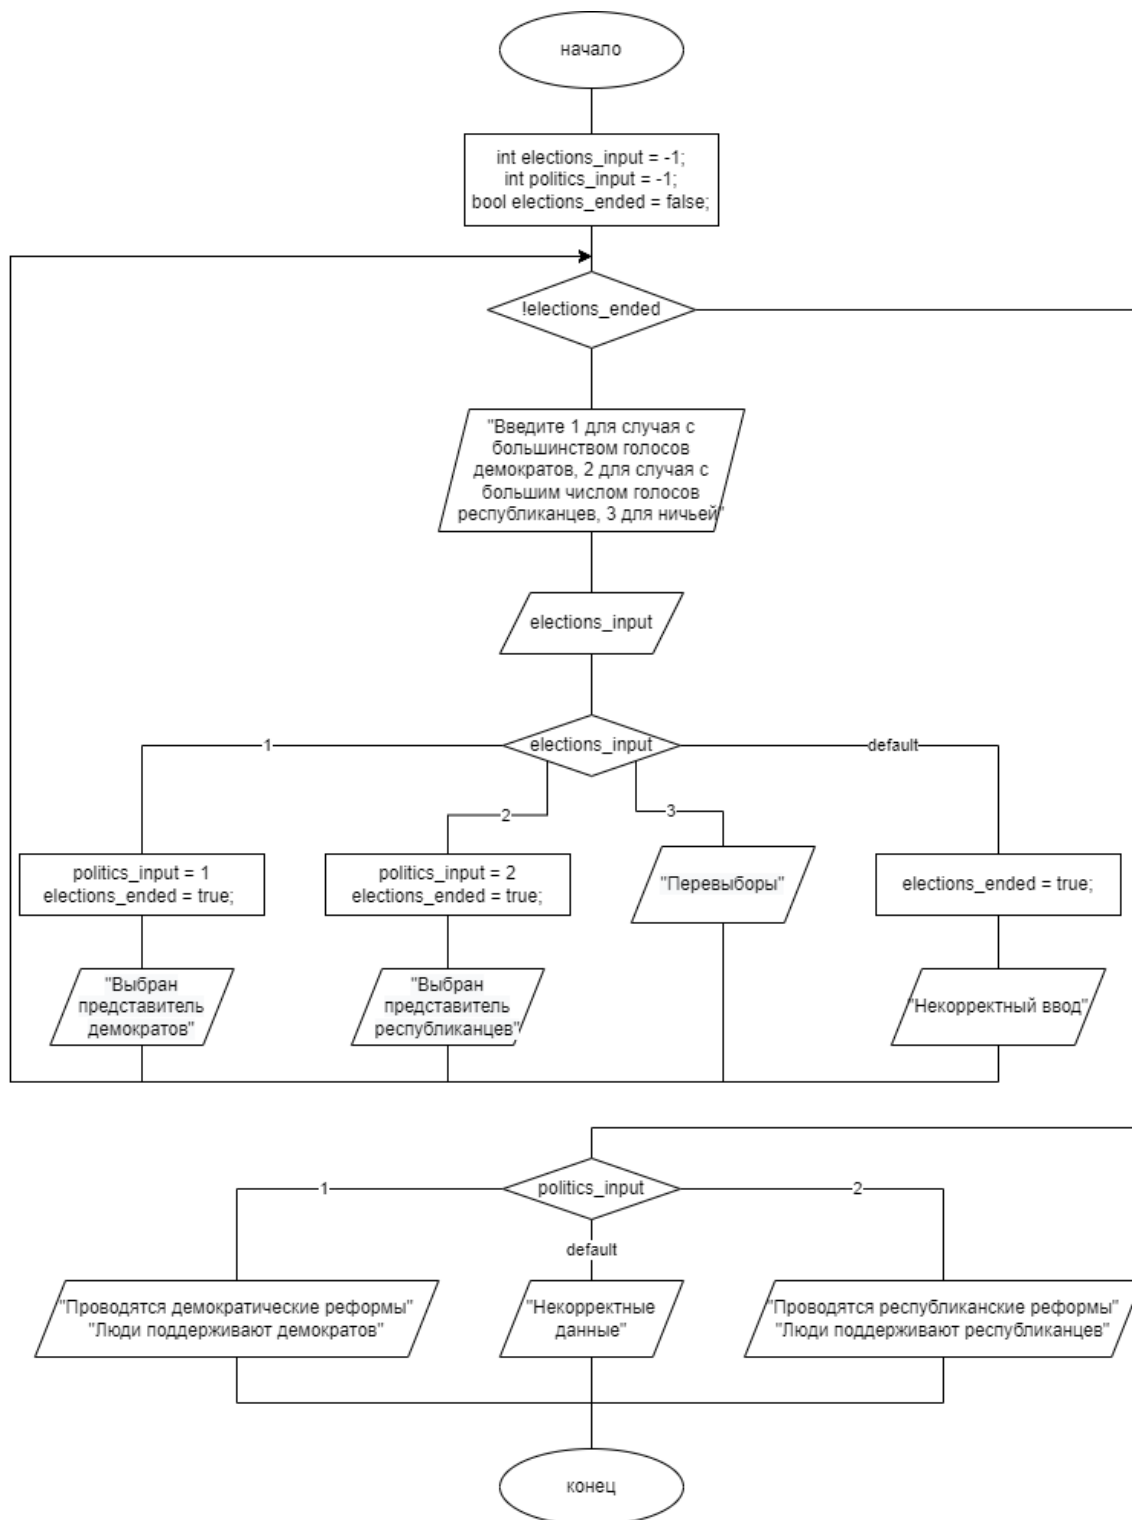 начало
int elections_input = -1;
int politics_input = -1;
bool elections_ended = false;
!elections_ended
"Введите 1 для случая с
большинством голосов
демократов, 2 для случая с
большим числом голосов
республиканцев, 3 для ничьей"
elections_input
elections_input
1
2
3
default
politics_input = 1
elections_ended = true;
politics_input = 2
elections_ended = true;
"Перевыборы"
elections_ended = true;
"Выбран
представитель
демократов"
"Выбран
представитель
республиканцев"
"Некорректный ввод"
politics_input
1
default
2
"Проводятся демократические реформы"
"Люди поддерживают демократов"
"Некорректные
данные"
"Проводятся республиканские реформы"
"Люди поддерживают республиканцев"
конец